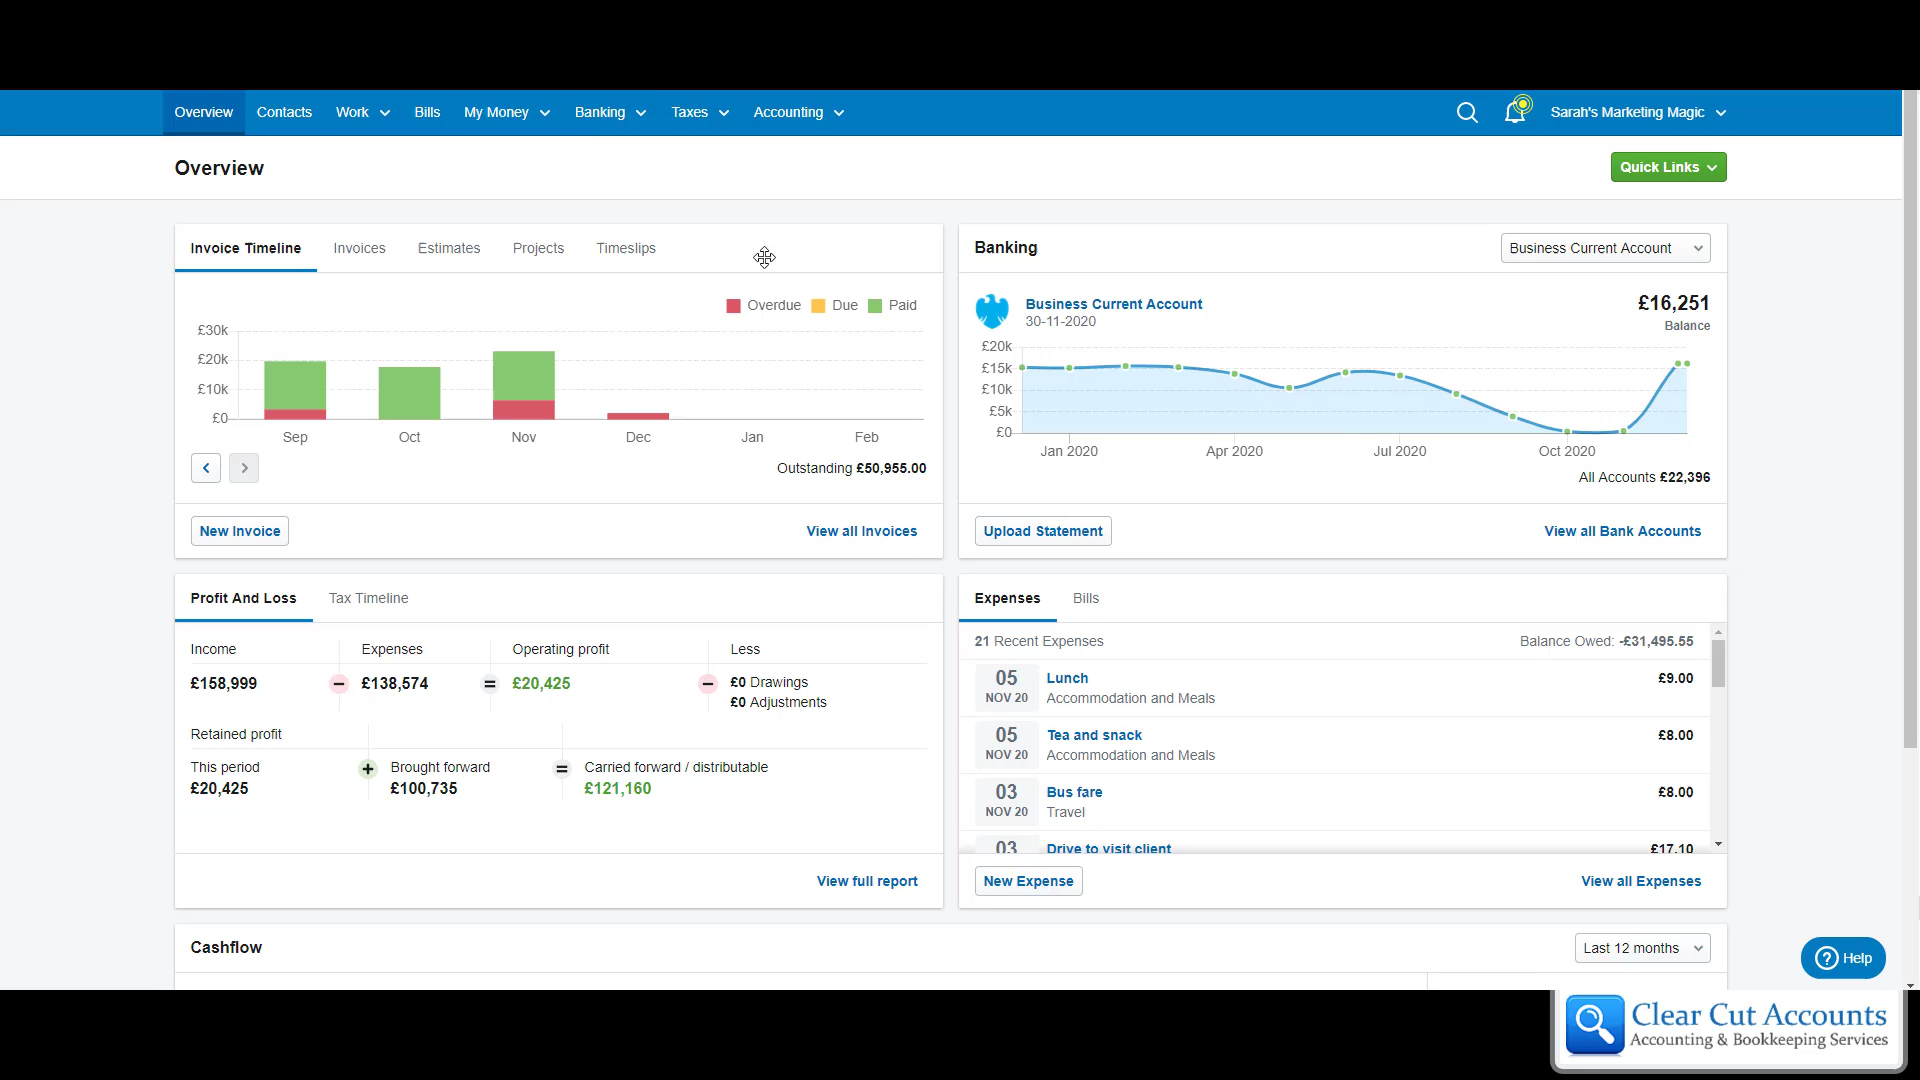 Overview
Contacts
Work
Bills
My Money
Banking
Taxes
Accounting
Sarah's Marketing Magic
Overview
Quick Links
Invoice Timeline
Invoices
Estimates
Projects
Timeslips
Overdue
Due
Paid
£30k
£20k
£10k
£0
Sep
Oct
Nov
Dec
Jan
Feb
Outstanding £50,955.00
New Invoice
View all Invoices
Banking
Business Current Account
Business Current Account
30-11-2020
£16,251
Balance
£20k
£15k
£10k
£5k
£0
Jan 2020
Apr 2020
Jul 2020
Oct 2020
All Accounts £22,396
Upload Statement
View all Bank Accounts
Profit And Loss
Tax Timeline
Income
Expenses
Operating profit
Less
£158,999
£138,574
£20,425
£0 Drawings
£0 Adjustments
Retained profit
This period
Brought forward
Carried forward / distributable
£20,425
£100,735
£121,160
View full report
Expenses
Bills
21 Recent Expenses
Balance Owed: -£31,495.55
05
NOV 20
Lunch
Accommodation and Meals
£9.00
05
NOV 20
Tea and snack
Accommodation and Meals
£8.00
03
NOV 20
Bus fare
Travel
£8.00
03
Drive to visit client
£17.10
New Expense
View all Expenses
Cashflow
Last 12 months
Help
Clear Cut Accounts
Accounting & Bookkeeping Services